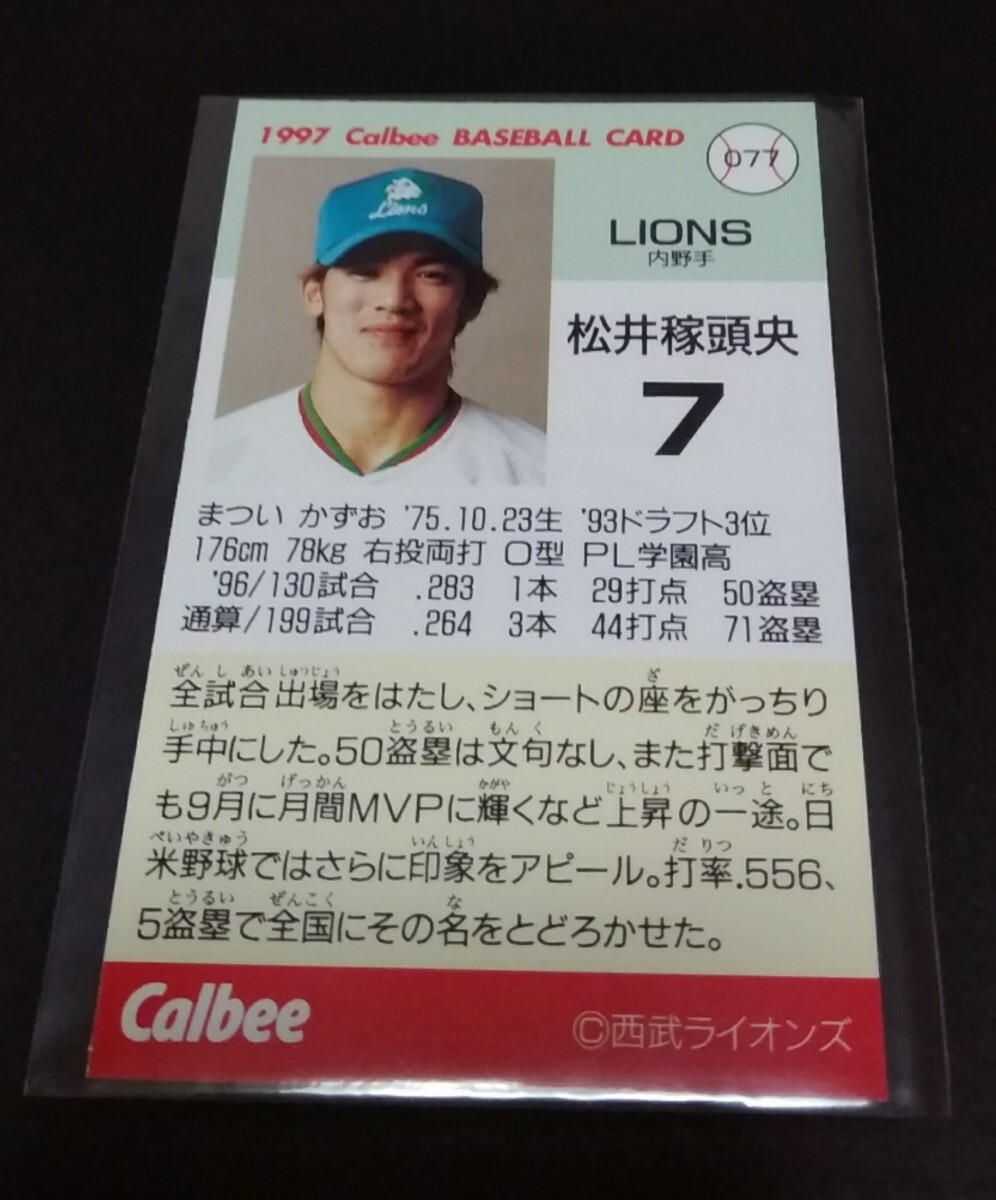 1997 Calbee BASEBALL CARD
077
Lions
LIONS
内野手
松井稼頭央
7
まつい かずお '75.10.23生 '93ドラフト3位
176cm 78kg 右投両打 O型 PL学園高
'96/130試合 .283 1本 29打点 50盗塁
通算/199試合 .264 3本 44打点 71盗塁
ぜんしあいしゅつじょう ざ
全試合出場をはたし、ショートの座をがっちり
しゅちゅう とうるい もんく だげきめん
手中にした。50盗塁は文句なし、また打撃面で
がつ げっかん かがや じょうしょう いっと にち
も9月に月間MVPに輝くなど上昇の一途。日
べいやきゅう いんしょう だりつ
米野球ではさらに印象をアピール。打率.556、
とうるい ぜんこく な
5盗塁で全国にその名をとどろかせた。
Calbee
©西武ライオンズ